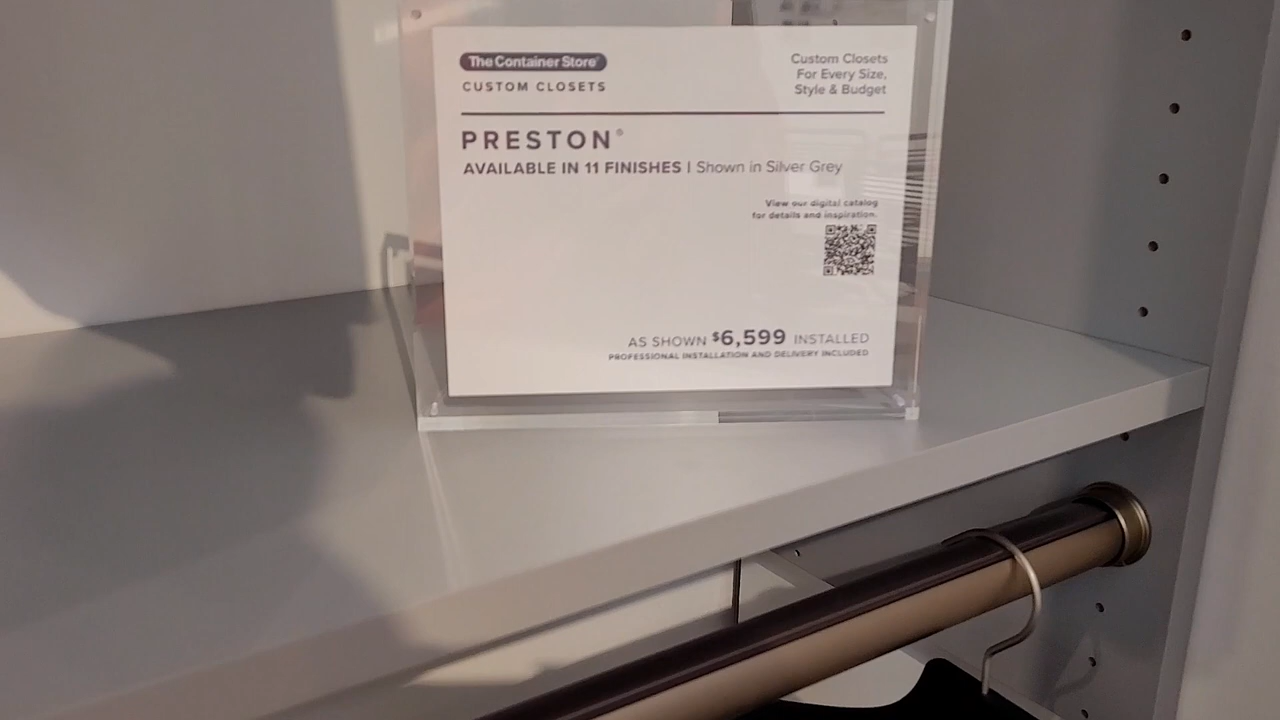 The Container Store®
CUSTOM CLOSETS
Custom Closets
For Every Size,
Style & Budget
PRESTON®
AVAILABLE IN 11 FINISHES | Shown in Silver Grey
View our digital catalog
for details and inspiration.
AS SHOWN $6,599 INSTALLED
PROFESSIONAL INSTALLATION AND DELIVERY INCLUDED